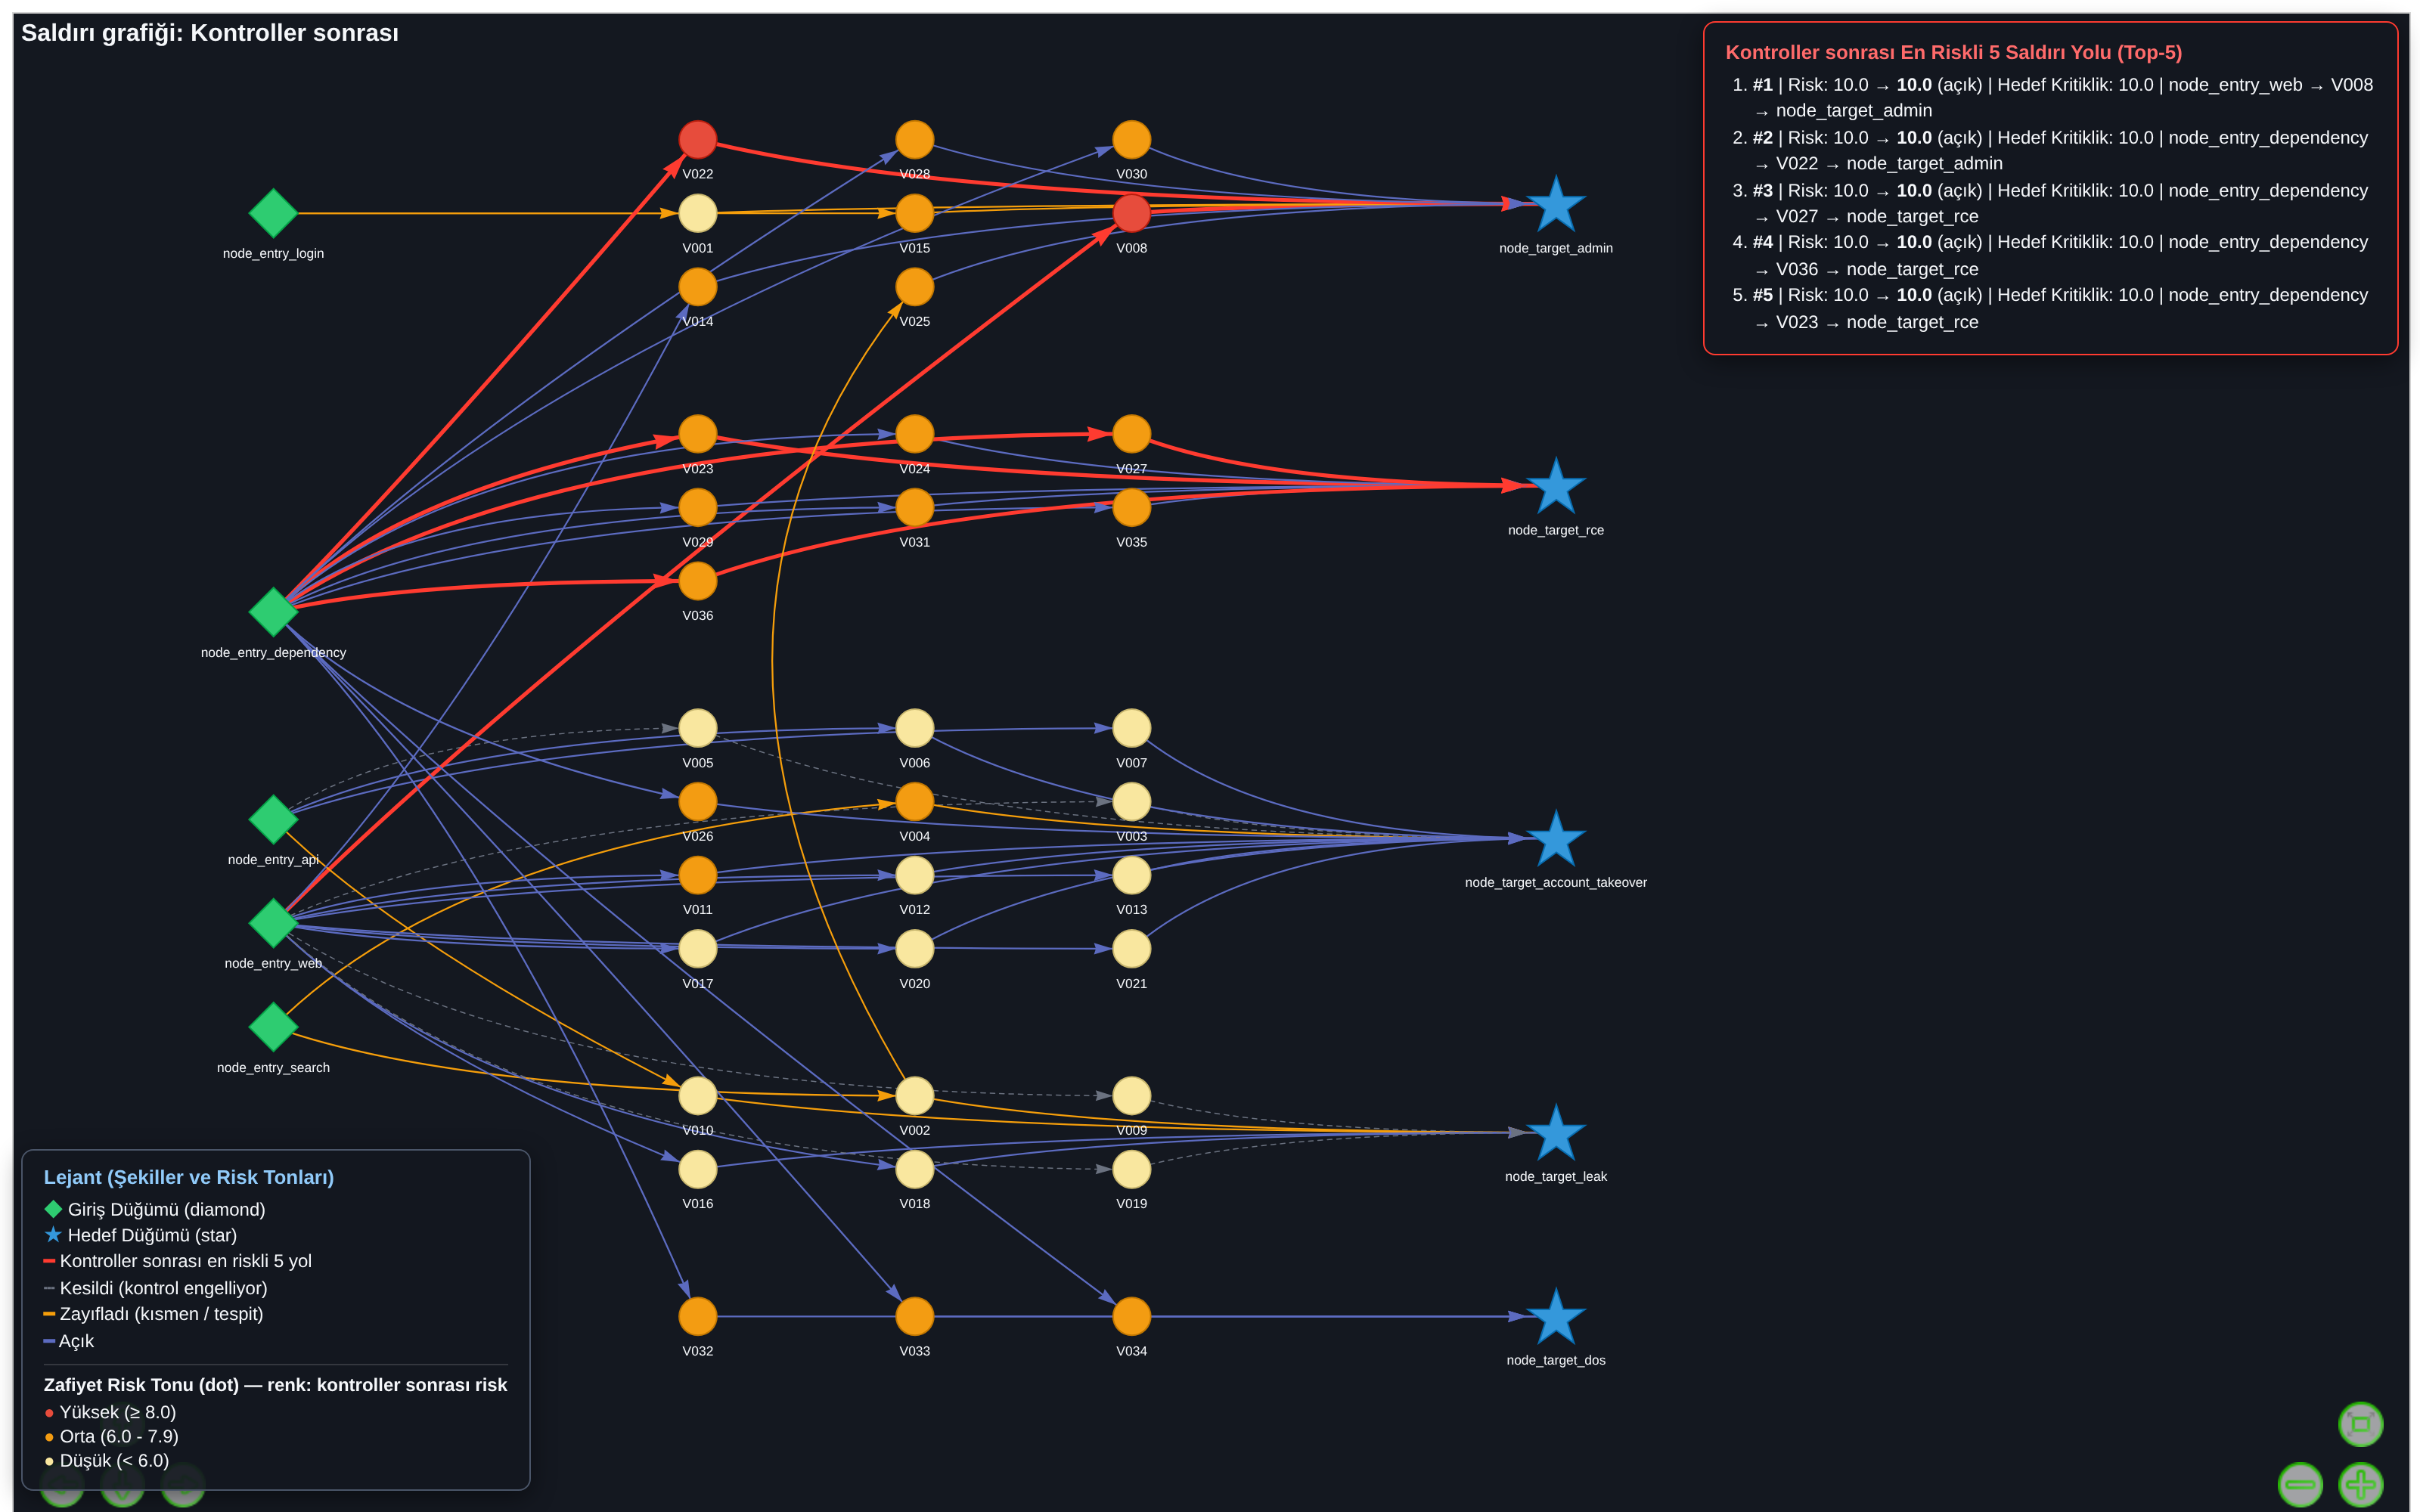 Saldırı grafiği: Kontroller sonrası
Kontroller sonrası En Riskli 5 Saldırı Yolu (Top-5)
1. #1 | Risk: 10.0 → 10.0 (açık) | Hedef Kritiklik: 10.0 | node_entry_web → V008
→ node_target_admin
2. #2 | Risk: 10.0 → 10.0 (açık) | Hedef Kritiklik: 10.0 | node_entry_dependency
→ V022 → node_target_admin
3. #3 | Risk: 10.0 → 10.0 (açık) | Hedef Kritiklik: 10.0 | node_entry_dependency
→ V027 → node_target_rce
4. #4 | Risk: 10.0 → 10.0 (açık) | Hedef Kritiklik: 10.0 | node_entry_dependency
→ V036 → node_target_rce
5. #5 | Risk: 10.0 → 10.0 (açık) | Hedef Kritiklik: 10.0 | node_entry_dependency
→ V023 → node_target_rce
V022
V028
V030
node_entry_login
V001
V015
V008
node_target_admin
V014
V025
V023
V024
V027
V029
V031
V035
node_target_rce
V036
node_entry_dependency
V005
V006
V007
V026
V004
V003
node_entry_api
node_target_account_takeover
V011
V012
V013
node_entry_web
V017
V020
V021
node_entry_search
V010
V002
V009
node_target_leak
V016
V018
V019
V032
V033
V034
node_target_dos
Lejant (Şekiller ve Risk Tonları)
Giriş Düğümü (diamond)
Hedef Düğümü (star)
Kontroller sonrası en riskli 5 yol
Kesildi (kontrol engelliyor)
Zayıfladı (kısmen / tespit)
Açık
Zafiyet Risk Tonu (dot) — renk: kontroller sonrası risk
Yüksek (≥ 8.0)
Orta (6.0 - 7.9)
Düşük (< 6.0)